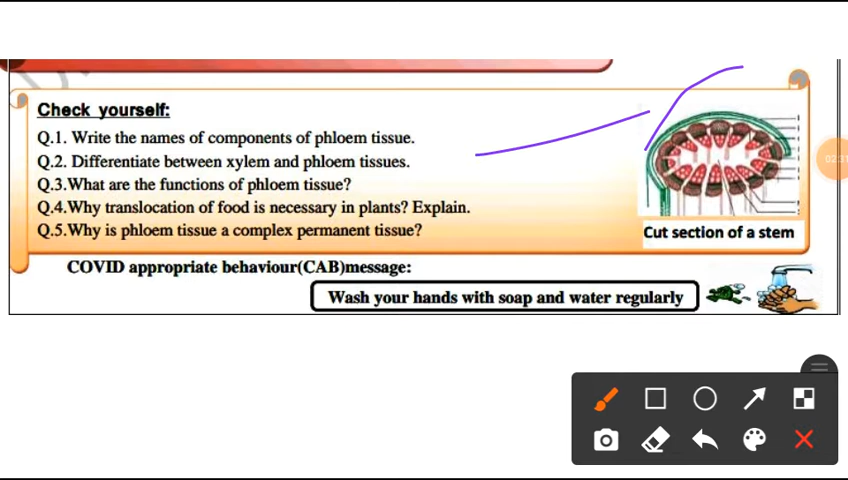 Check yourself:
Q.1. Write the names of components of phloem tissue.
Q.2. Differentiate between xylem and phloem tissues.
Q.3.What are the functions of phloem tissue?
Q.4.Why translocation of food is necessary in plants? Explain.
Q.5.Why is phloem tissue a complex permanent tissue?
Cut section of a stem
COVID appropriate behaviour(CAB)message:
Wash your hands with soap and water regularly